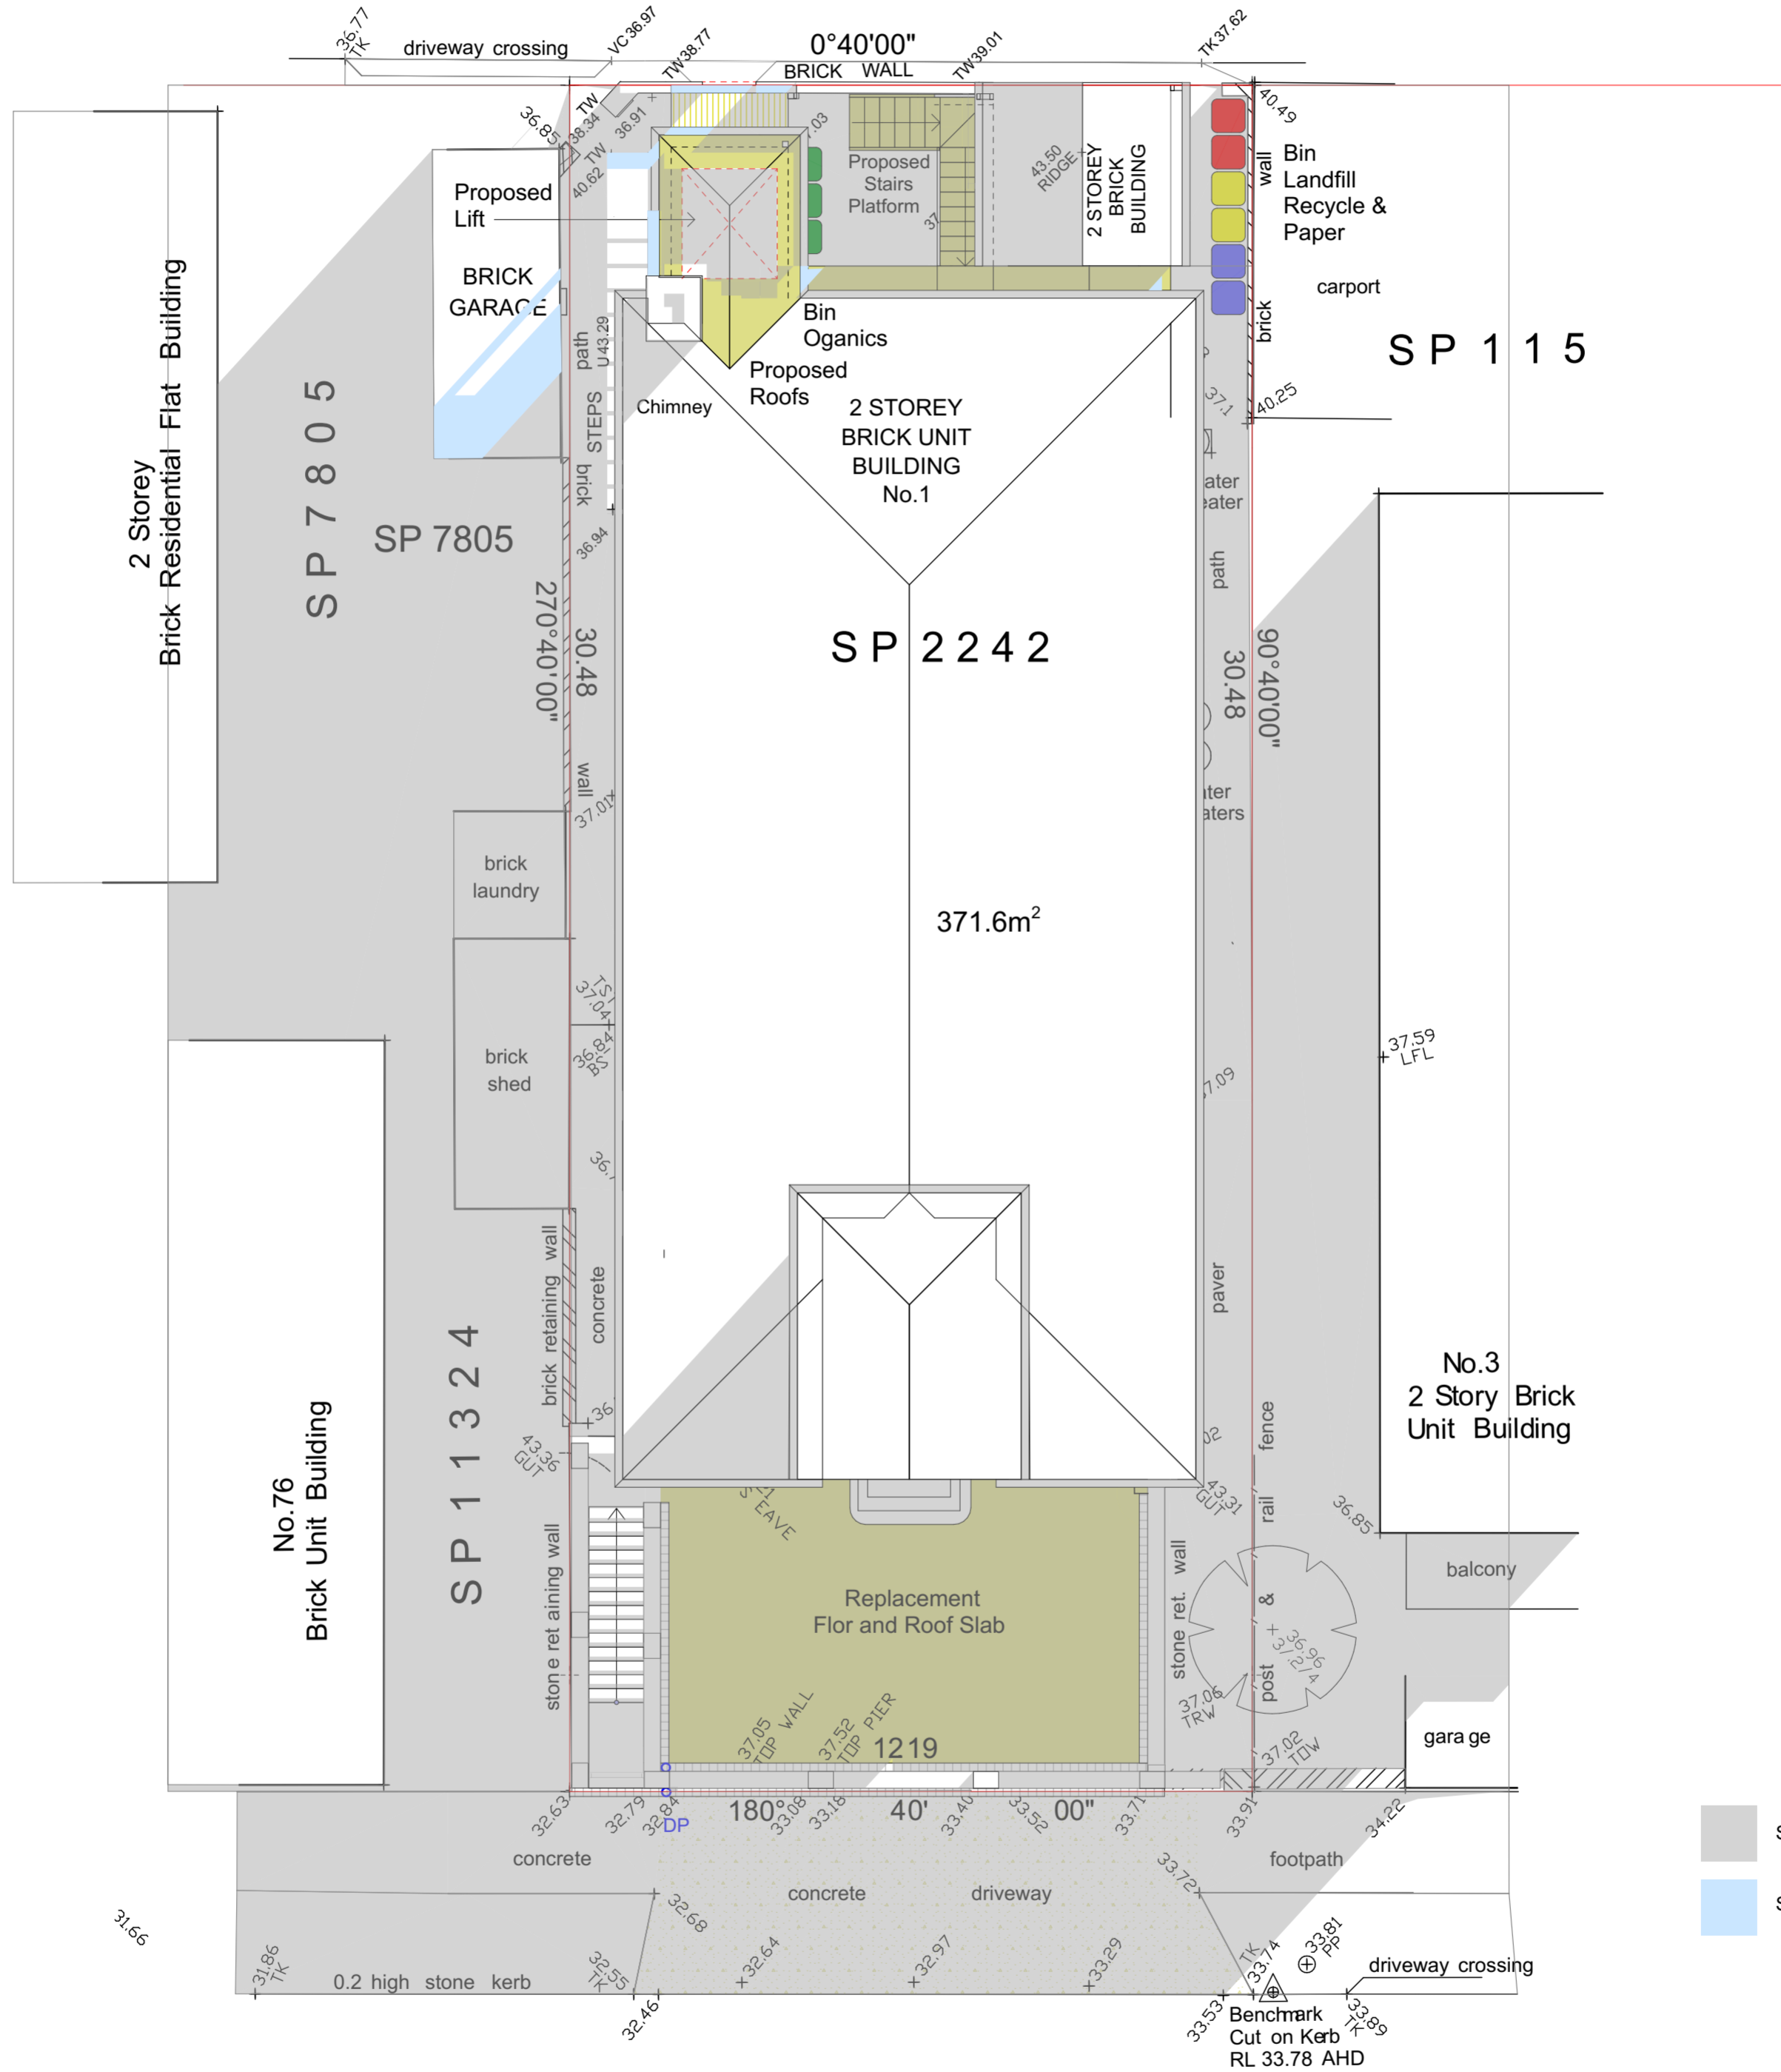 36.77
TK
driveway crossing
VC36.97
TW38.77
0°40'00"
BRICK WALL
TW39.01
TK37.62
36.85
TW
38.34
36.91
TW
40.62
40.49
wall
Bin
Landfill
Recycle &
Paper
carport
brick
40.25
SP 115
Proposed
Lift
BRICK
GARAGE
Proposed
Stairs
Platform
37
43.50
RIDGE
2 STOREY
BRICK
BUILDING
Bin
Oganics
Proposed
Roofs
Chimney
path
U43.29
STEPS
brick
36.94
2 STOREY
BRICK UNIT
BUILDING
No.1
37.1
path
2 Storey
Brick Residential Flat Building
SP 7805
SP 7805
270°40'00"
30.48
SP 2242
30.48
90°40'00"
wall
37.01
brick
laundry
371.6m²
37.04
36.84
brick
shed
37.59
LFL
brick retaining wall
concrete
paver
No.3
2 Story Brick
Unit Building
SP 11324
No.76
Brick Unit Building
43.36
GUT
EAVE
43.31
GUT
fence
rail
&
post
36.85
balcony
stone ret aining wall
stone ret. wall
Replacement
Flor and Roof Slab
36.96
37.2/4
37.06
TRW
37.05
TOP WALL
37.52
TOP PIER
1219
37.02
TOW
gara ge
32.63
32.79
32.84
DP
180°
40'
00"
33.08
33.18
33.40
33.52
33.71
33.91
34.22
concrete
footpath
concrete
driveway
33.72
32.68
31.66
31.86
TK
0.2 high stone kerb
32.55
TK
32.64
32.97
33.29
TK
33.74
33.81
PP
driveway crossing
32.46
33.53
33.89
TK
Benchmark
Cut on Kerb
RL 33.78 AHD